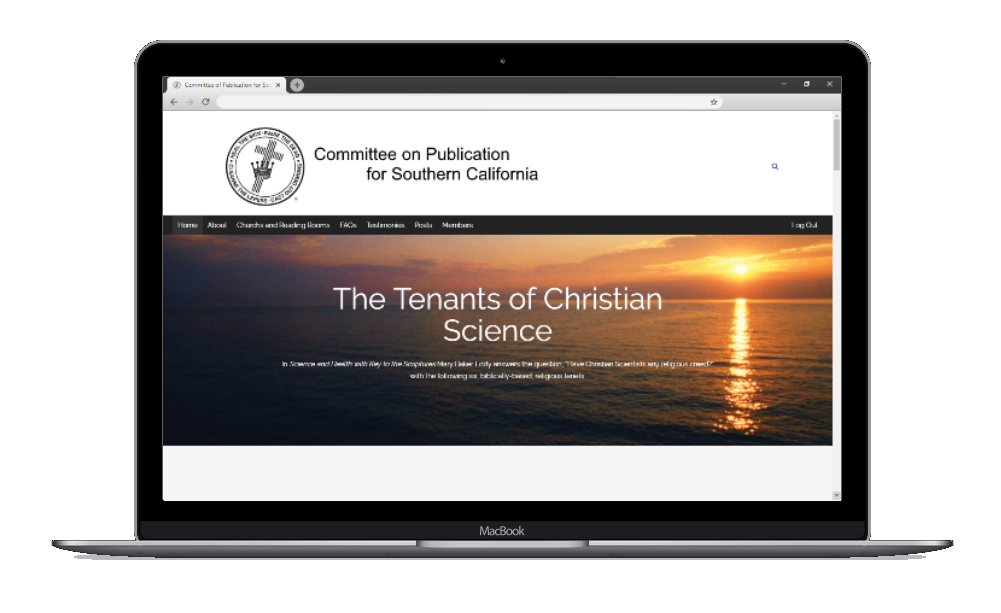 Committee of Publication for So
HEAL THE SICK · RAISE THE DEAD · CLEANSE THE LEPERS · CAST OUT DEMONS
Committee on Publication
for Southern California
Home About Churchs and Reading Rooms FAQs Testimonies Posts Members Log Out
The Tenants of Christian
Science
In Science and Health with Key to the Scriptures Mary Baker Eddy answers the question, "Have Christian Scientists any religious creed?"
with the following six, biblically-based, religious tenets
MacBook